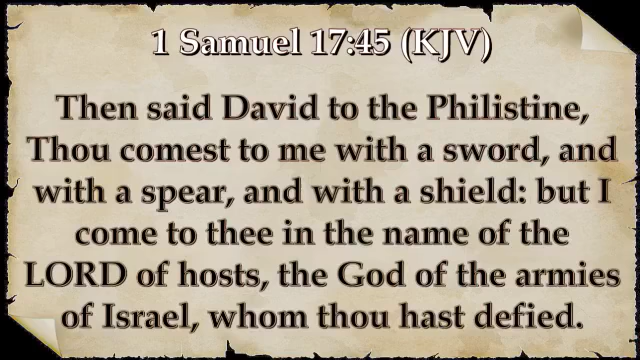 1 Samuel 17:45 (KJV)
Then said David to the Philistine,
Thou comest to me with a sword, and
with a spear, and with a shield: but I
come to thee in the name of the
LORD of hosts, the God of the armies
of Israel, whom thou hast defied.